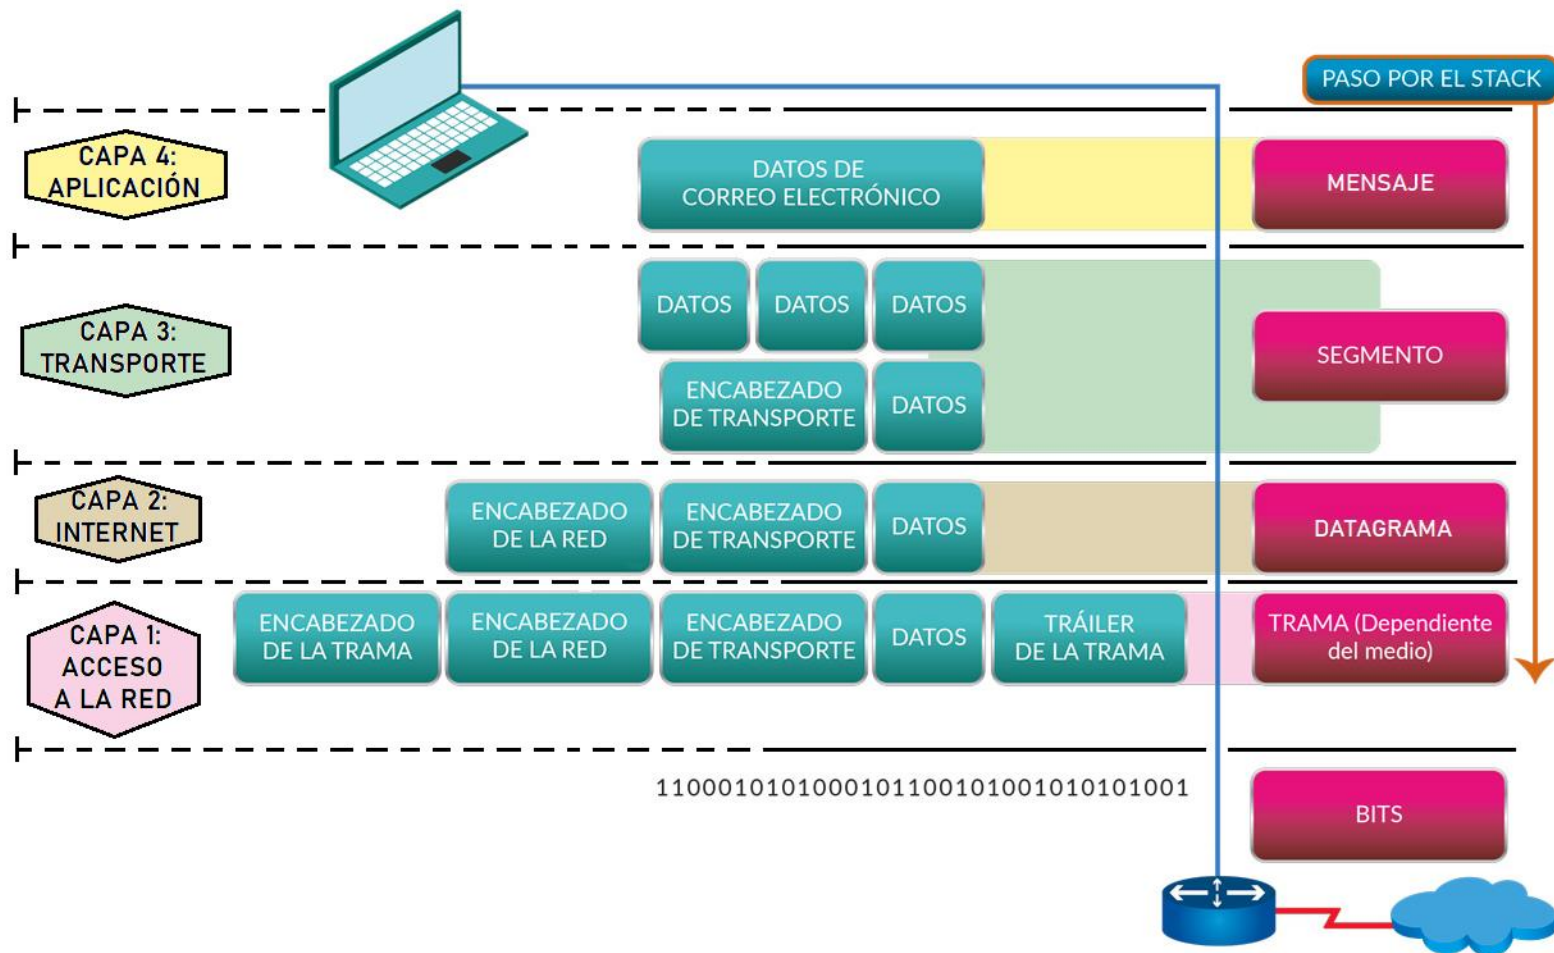 PASO POR EL STACK
CAPA 4:
APLICACIÓN
DATOS DE
CORREO ELECTRÓNICO
MENSAJE
CAPA 3:
TRANSPORTE
DATOS
DATOS
DATOS
ENCABEZADO
DE TRANSPORTE
DATOS
SEGMENTO
CAPA 2:
INTERNET
ENCABEZADO
DE LA RED
ENCABEZADO
DE TRANSPORTE
DATOS
DATAGRAMA
CAPA 1:
ACCESO
A LA RED
ENCABEZADO
DE LA TRAMA
ENCABEZADO
DE LA RED
ENCABEZADO
DE TRANSPORTE
DATOS
TRÁILER
DE LA TRAMA
TRAMA (Dependiente
del medio)
1100010101000101100101001010101001
BITS